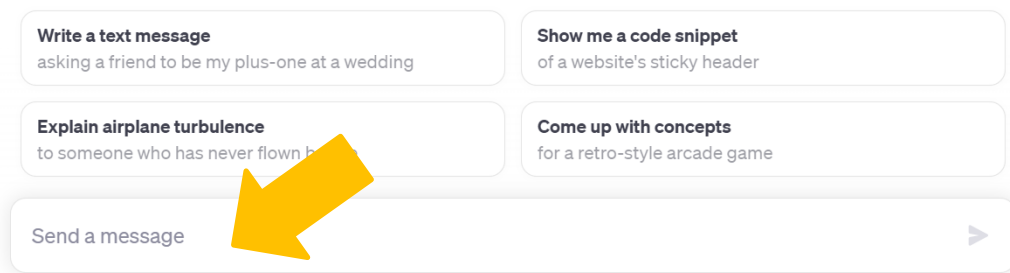 Write a text message
asking a friend to be my plus-one at a wedding
Show me a code snippet
of a website's sticky header
Explain airplane turbulence
to someone who has never flown
Come up with concepts
for a retro-style arcade game
Send a message